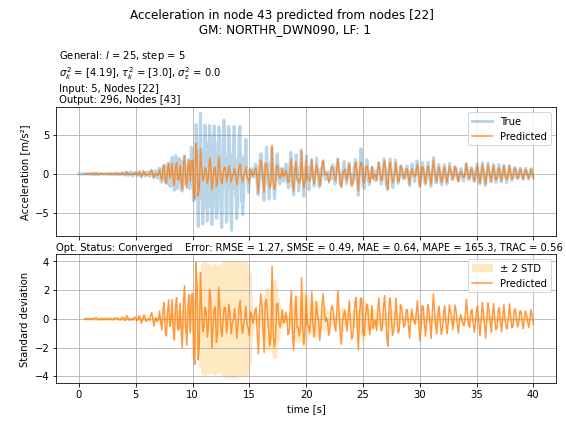 Acceleration in node 43 predicted from nodes [22]
GM: NORTHR_DWN090, LF: 1
General: l = 25, step = 5
σ²ₖ = [4.19], τ²ₖ = [3.0], σ²ε = 0.0
Input: 5, Nodes [22]
Output: 296, Nodes [43]
Acceleration [m/s²]
5
0
−5
True
Predicted
Opt. Status: Converged    Error: RMSE = 1.27, SMSE = 0.49, MAE = 0.64, MAPE = 165.3, TRAC = 0.56
Standard deviation
4
2
0
−2
−4
± 2 STD
Predicted
0 5 10 15 20 25 30 35 40
time [s]